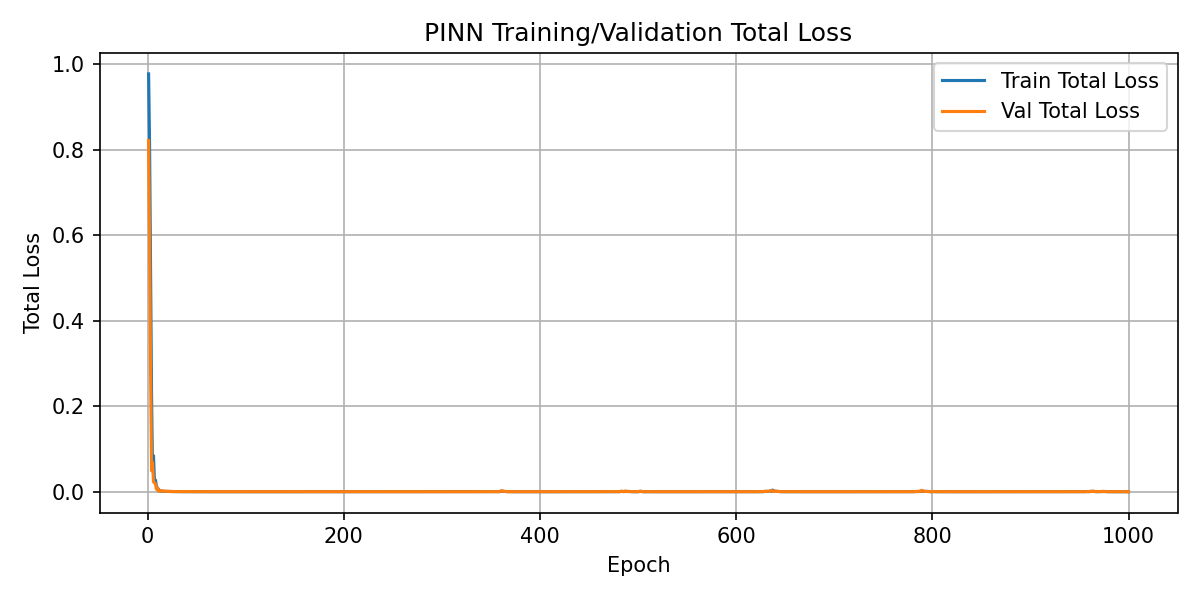 PINN Training/Validation Total Loss
1.0
0.8
0.6
0.4
0.2
0.0
Total Loss
Train Total Loss
Val Total Loss
0 200 400 600 800 1000
Epoch